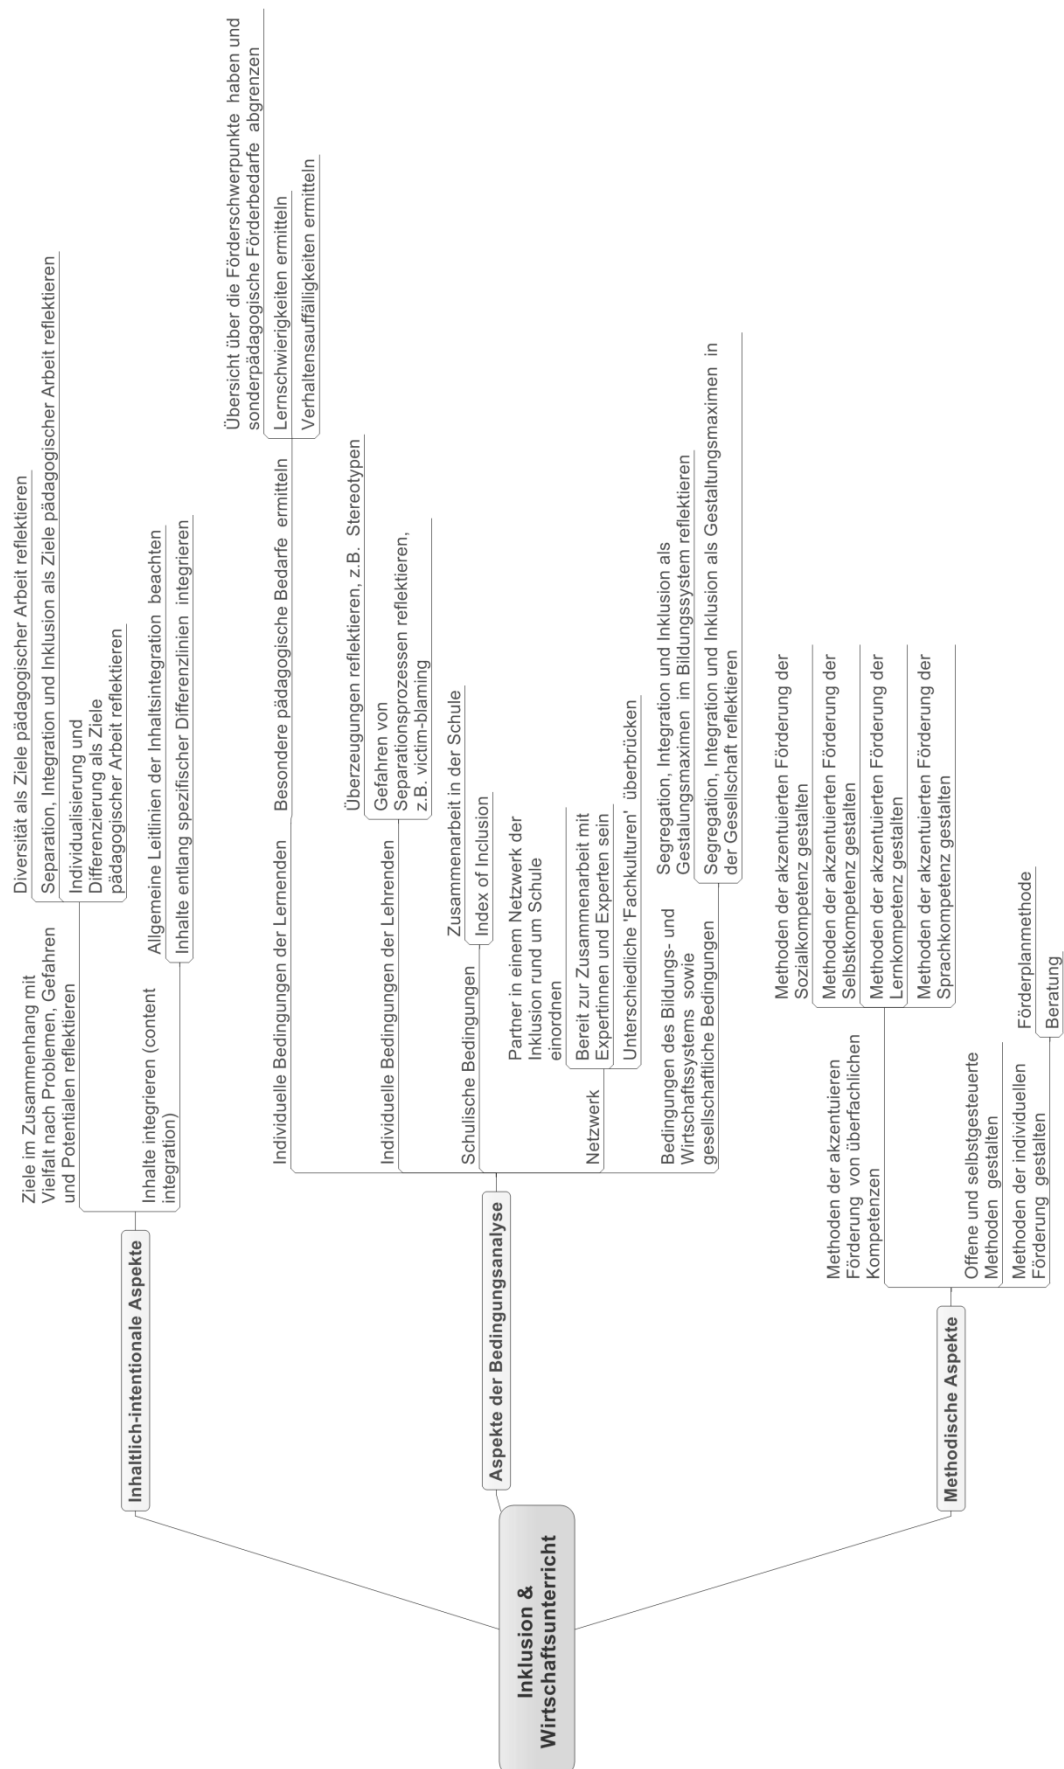 Inklusion &
Wirtschaftsunterricht
Inhaltlich-intentionale Aspekte
Ziele im Zusammenhang mit
Vielfalt nach Problemen, Gefahren
und Potentialen reflektieren
Diversität als Ziele pädagogischer Arbeit reflektieren
Separation, Integration und Inklusion als Ziele pädagogischer Arbeit reflektieren
Individualisierung und
Differenzierung als Ziele
pädagogischer Arbeit reflektieren
Inhalte integrieren (content
integration)
Allgemeine Leitlinien der Inhaltsintegration beachten
Inhalte entlang spezifischer Differenzlinien integrieren
Aspekte der Bedingungsanalyse
Individuelle Bedingungen der Lernenden
Besondere pädagogische Bedarfe ermitteln
Übersicht über die Förderschwerpunkte haben und
sonderpädagogische Förderbedarfe abgrenzen
Lernschwierigkeiten ermitteln
Verhaltensauffälligkeiten ermitteln
Individuelle Bedingungen der Lehrenden
Überzeugungen reflektieren, z.B. Stereotypen
Gefahren von
Separationsprozessen reflektieren,
z.B. victim-blaming
Schulische Bedingungen
Zusammenarbeit in der Schule
Index of Inclusion
Netzwerk
Partner in einem Netzwerk der
Inklusion rund um Schule
einordnen
Bereit zur Zusammenarbeit mit
Expertinnen und Experten sein
Unterschiedliche 'Fachkulturen' überbrücken
Bedingungen des Bildungs- und
Wirtschaftssystems sowie
gesellschaftliche Bedingungen
Segregation, Integration und Inklusion als
Gestalungsmaximen im Bildungssystem reflektieren
Segregation, Integration und Inklusion als Gestaltungsmaximen in
der Gesellschaft reflektieren
Methodische Aspekte
Methoden der akzentuieren
Förderung von überfachlichen
Kompetenzen
Methoden der akzentuierten Förderung der
Sozialkompetenz gestalten
Methoden der akzentuierten Förderung der
Selbstkompetenz gestalten
Methoden der akzentuierten Förderung der
Lernkompetenz gestalten
Methoden der akzentuierten Förderung der
Sprachkompetenz gestalten
Offene und selbstgesteuerte
Methoden gestalten
Methoden der individuellen
Förderung gestalten
Förderplanmethode
Beratung